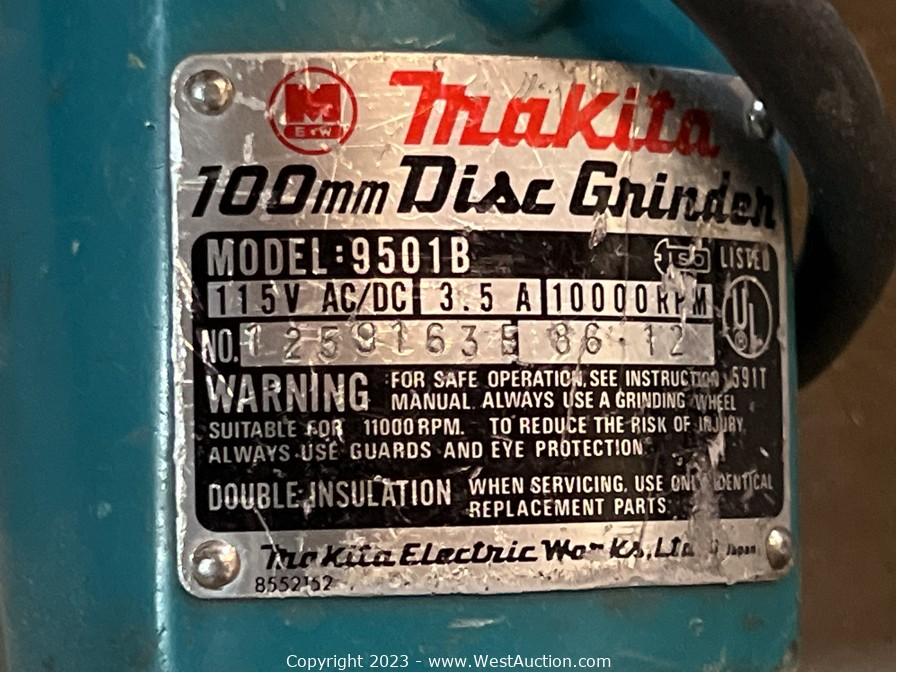 M
E W
Makita
100mm Disc Grinder
MODEL: 9501B LISTED
115V AC/DC 3.5 A 10000RPM
UL
NO. 1259163E 86.12
591T
WARNING FOR SAFE OPERATION, SEE INSTRUCTION
MANUAL. ALWAYS USE A GRINDING WHEEL
SUITABLE FOR 11000RPM. TO REDUCE THE RISK OF INJURY,
ALWAYS USE GUARDS AND EYE PROTECTION.
DOUBLE INSULATION WHEN SERVICING, USE ONLY IDENTICAL
REPLACEMENT PARTS.
Makita Electric Works, Ltd. Japan
8552152
Copyright 2023 - www.WestAuction.com